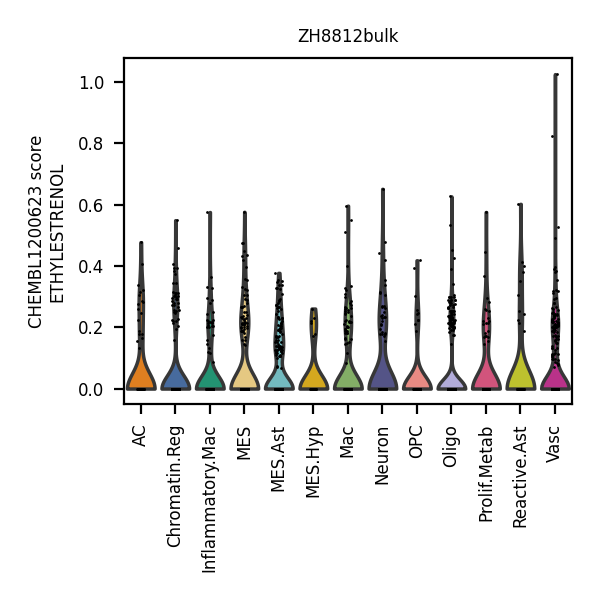 ZH8812bulk
CHEMBL1200623 score
ETHYLESTRENOL
1.0
0.8
0.6
0.4
0.2
0.0
AC
Chromatin.Reg
Inflammatory.Mac
MES
MES.Ast
MES.Hyp
Mac
Neuron
OPC
Oligo
Prolif.Metab
Reactive.Ast
Vasc